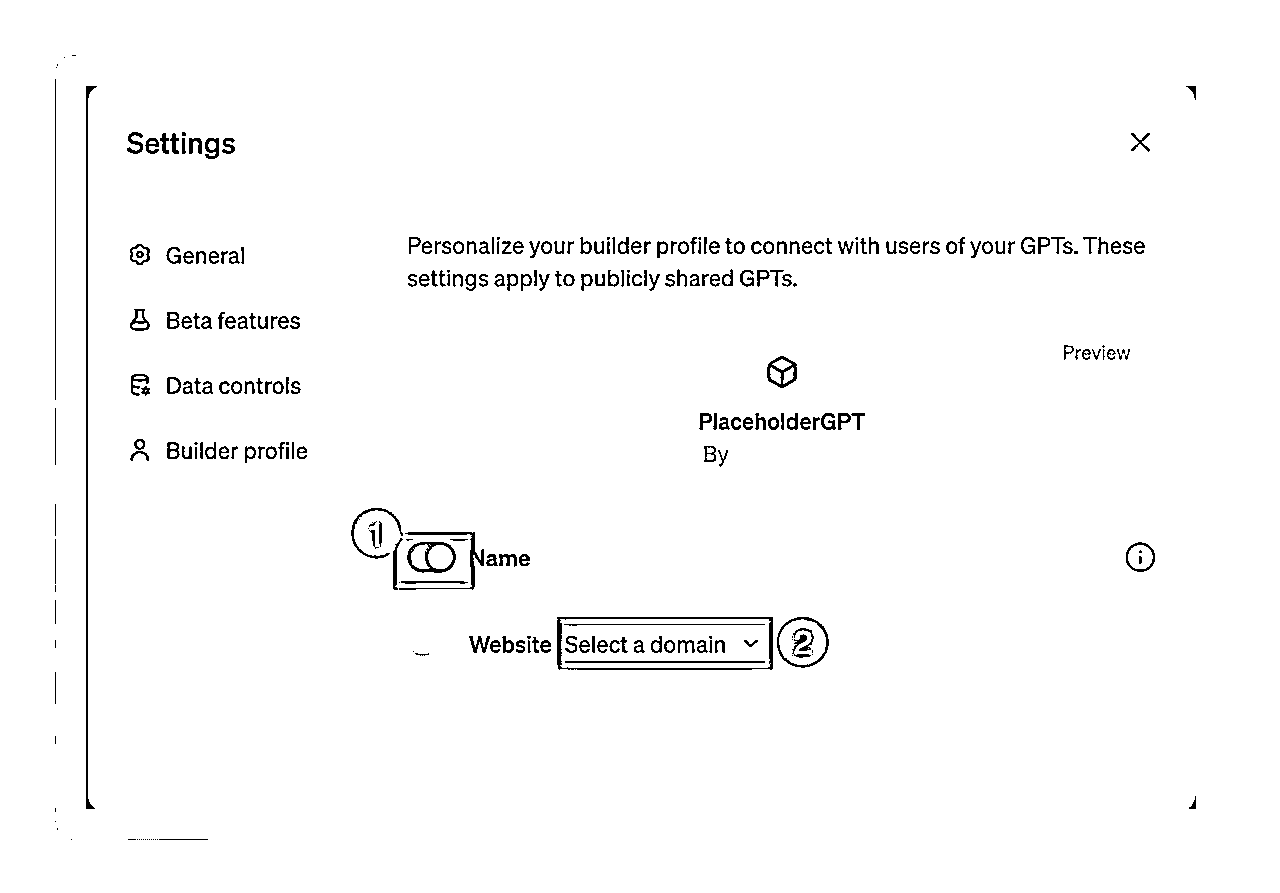 Settings
General
Beta features
Data controls
Builder profile
Personalize your builder profile to connect with users of your GPTs. These
settings apply to publicly shared GPTs.
Preview
PlaceholderGPT
By
1
Name
Website Select a domain 2